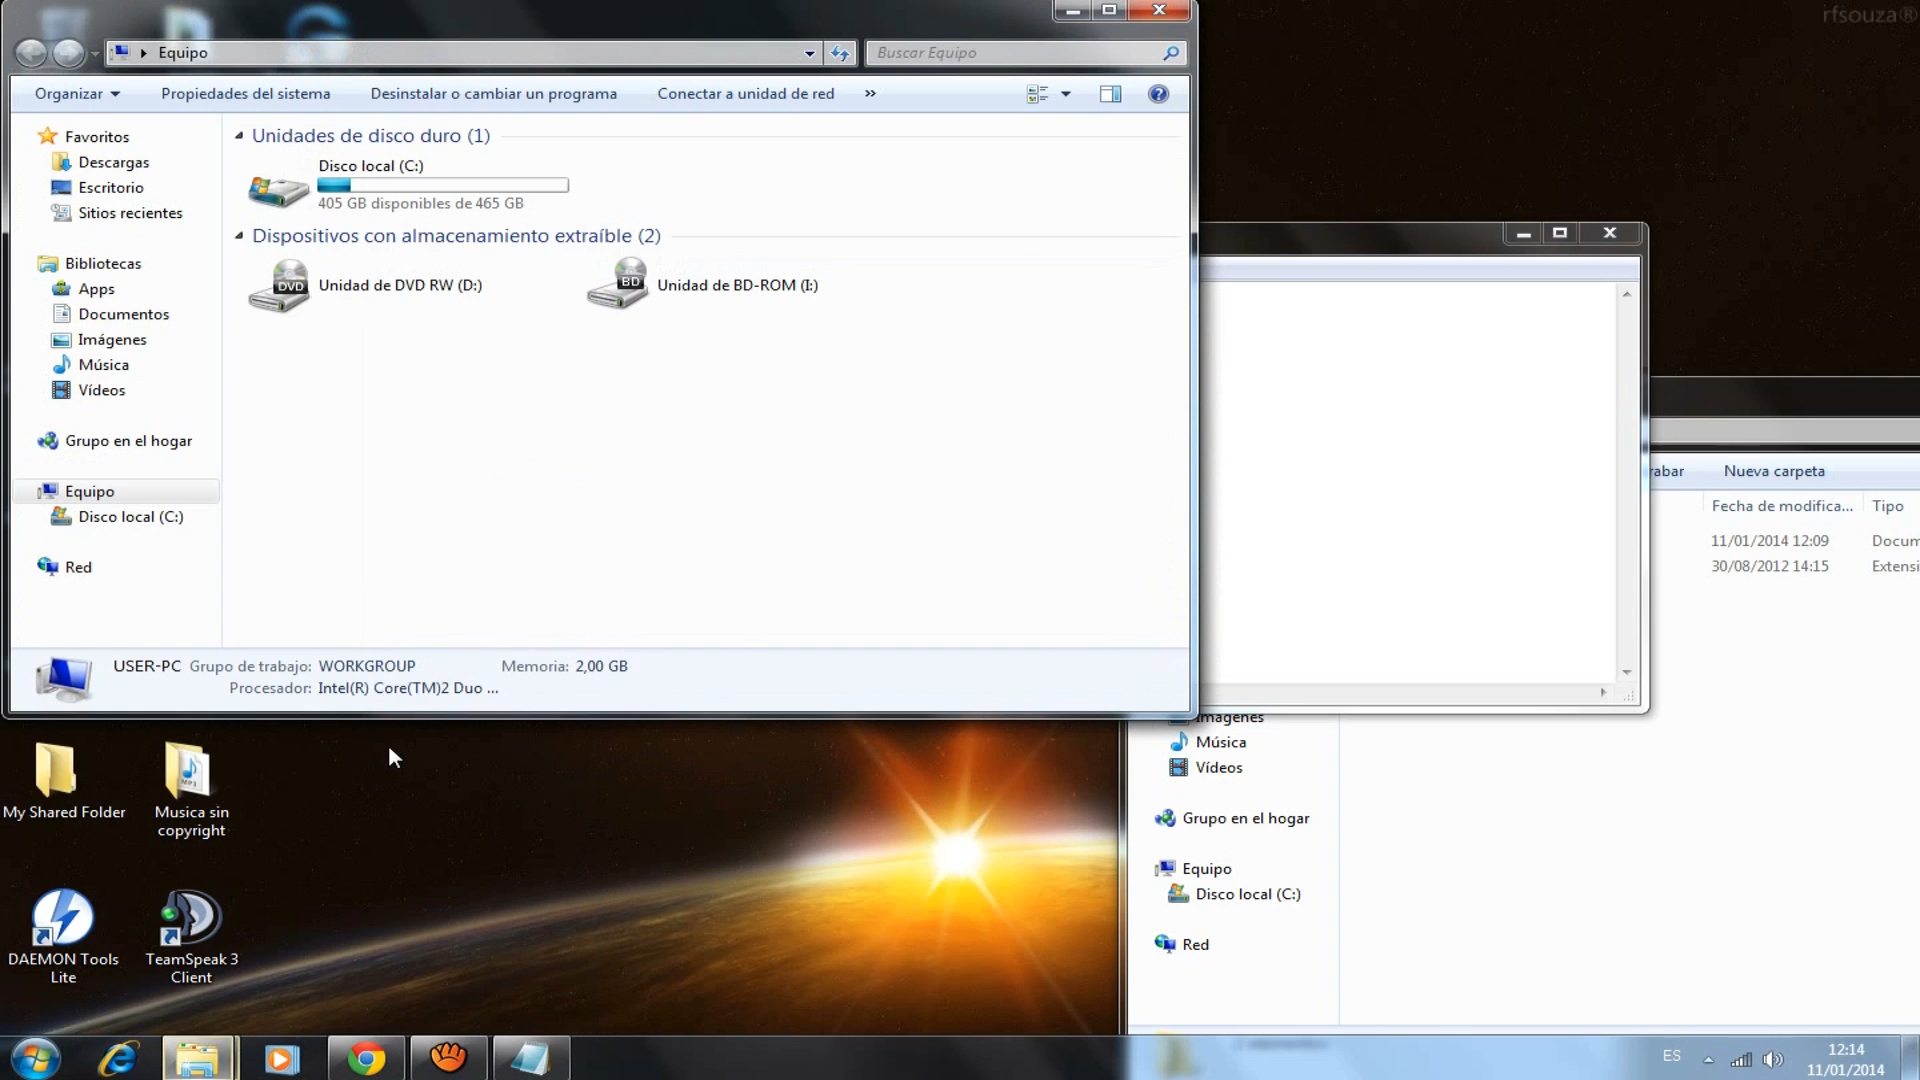 rfsouza®
Equipo
Buscar Equipo
Organizar
Propiedades del sistema
Desinstalar o cambiar un programa
Conectar a unidad de red
»
Favoritos
Descargas
Escritorio
Sitios recientes
Bibliotecas
Apps
Documentos
Imágenes
Música
Vídeos
Grupo en el hogar
Equipo
Disco local (C:)
Red
Unidades de disco duro (1)
Disco local (C:)
405 GB disponibles de 465 GB
Dispositivos con almacenamiento extraíble (2)
DVD
Unidad de DVD RW (D:)
BD
Unidad de BD-ROM (I:)
USER-PC Grupo de trabajo: WORKGROUP Memoria: 2,00 GB
Procesador: Intel(R) Core(TM)2 Duo ...
rabar
Nueva carpeta
Fecha de modifica...
Tipo
11/01/2014 12:09
Docum
30/08/2012 14:15
Extensi
Imágenes
Música
Vídeos
Grupo en el hogar
Equipo
Disco local (C:)
Red
My Shared Folder
MP3
Musica sin
copyright
DAEMON Tools
Lite
TeamSpeak 3
Client
ES
12:14
11/01/2014